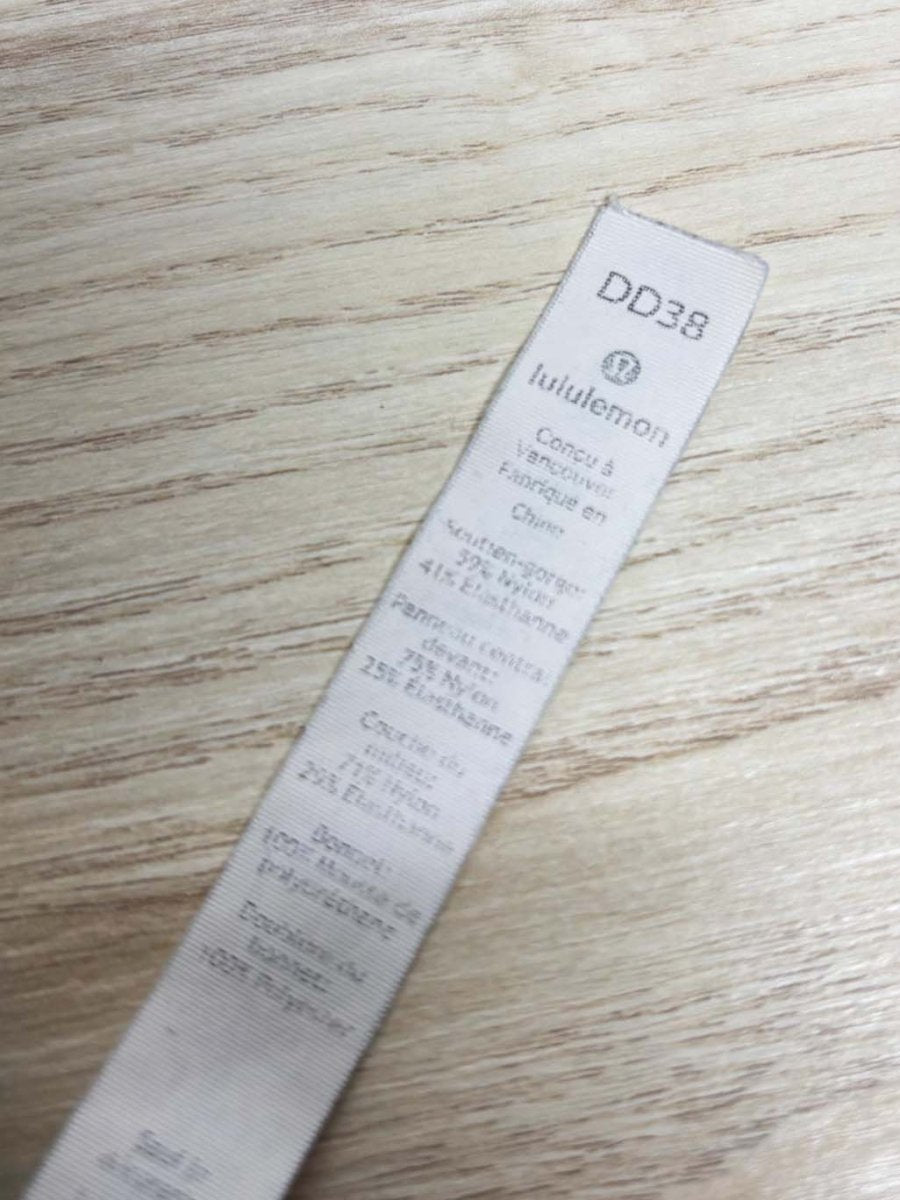 DD38
lululemon
Conçu à
Vancouver
Fabriqué en
Chine
Soutien-gorge:
59% Nylon
41% Élasthanne
Panneau central
devant:
75% Nylon
25% Élasthanne
Couche du
milieu:
71% Nylon
29% Élasthanne
Bonnet:
100% Mousse de
polyuréthane
Doublure du
bonnet:
100% Polyester